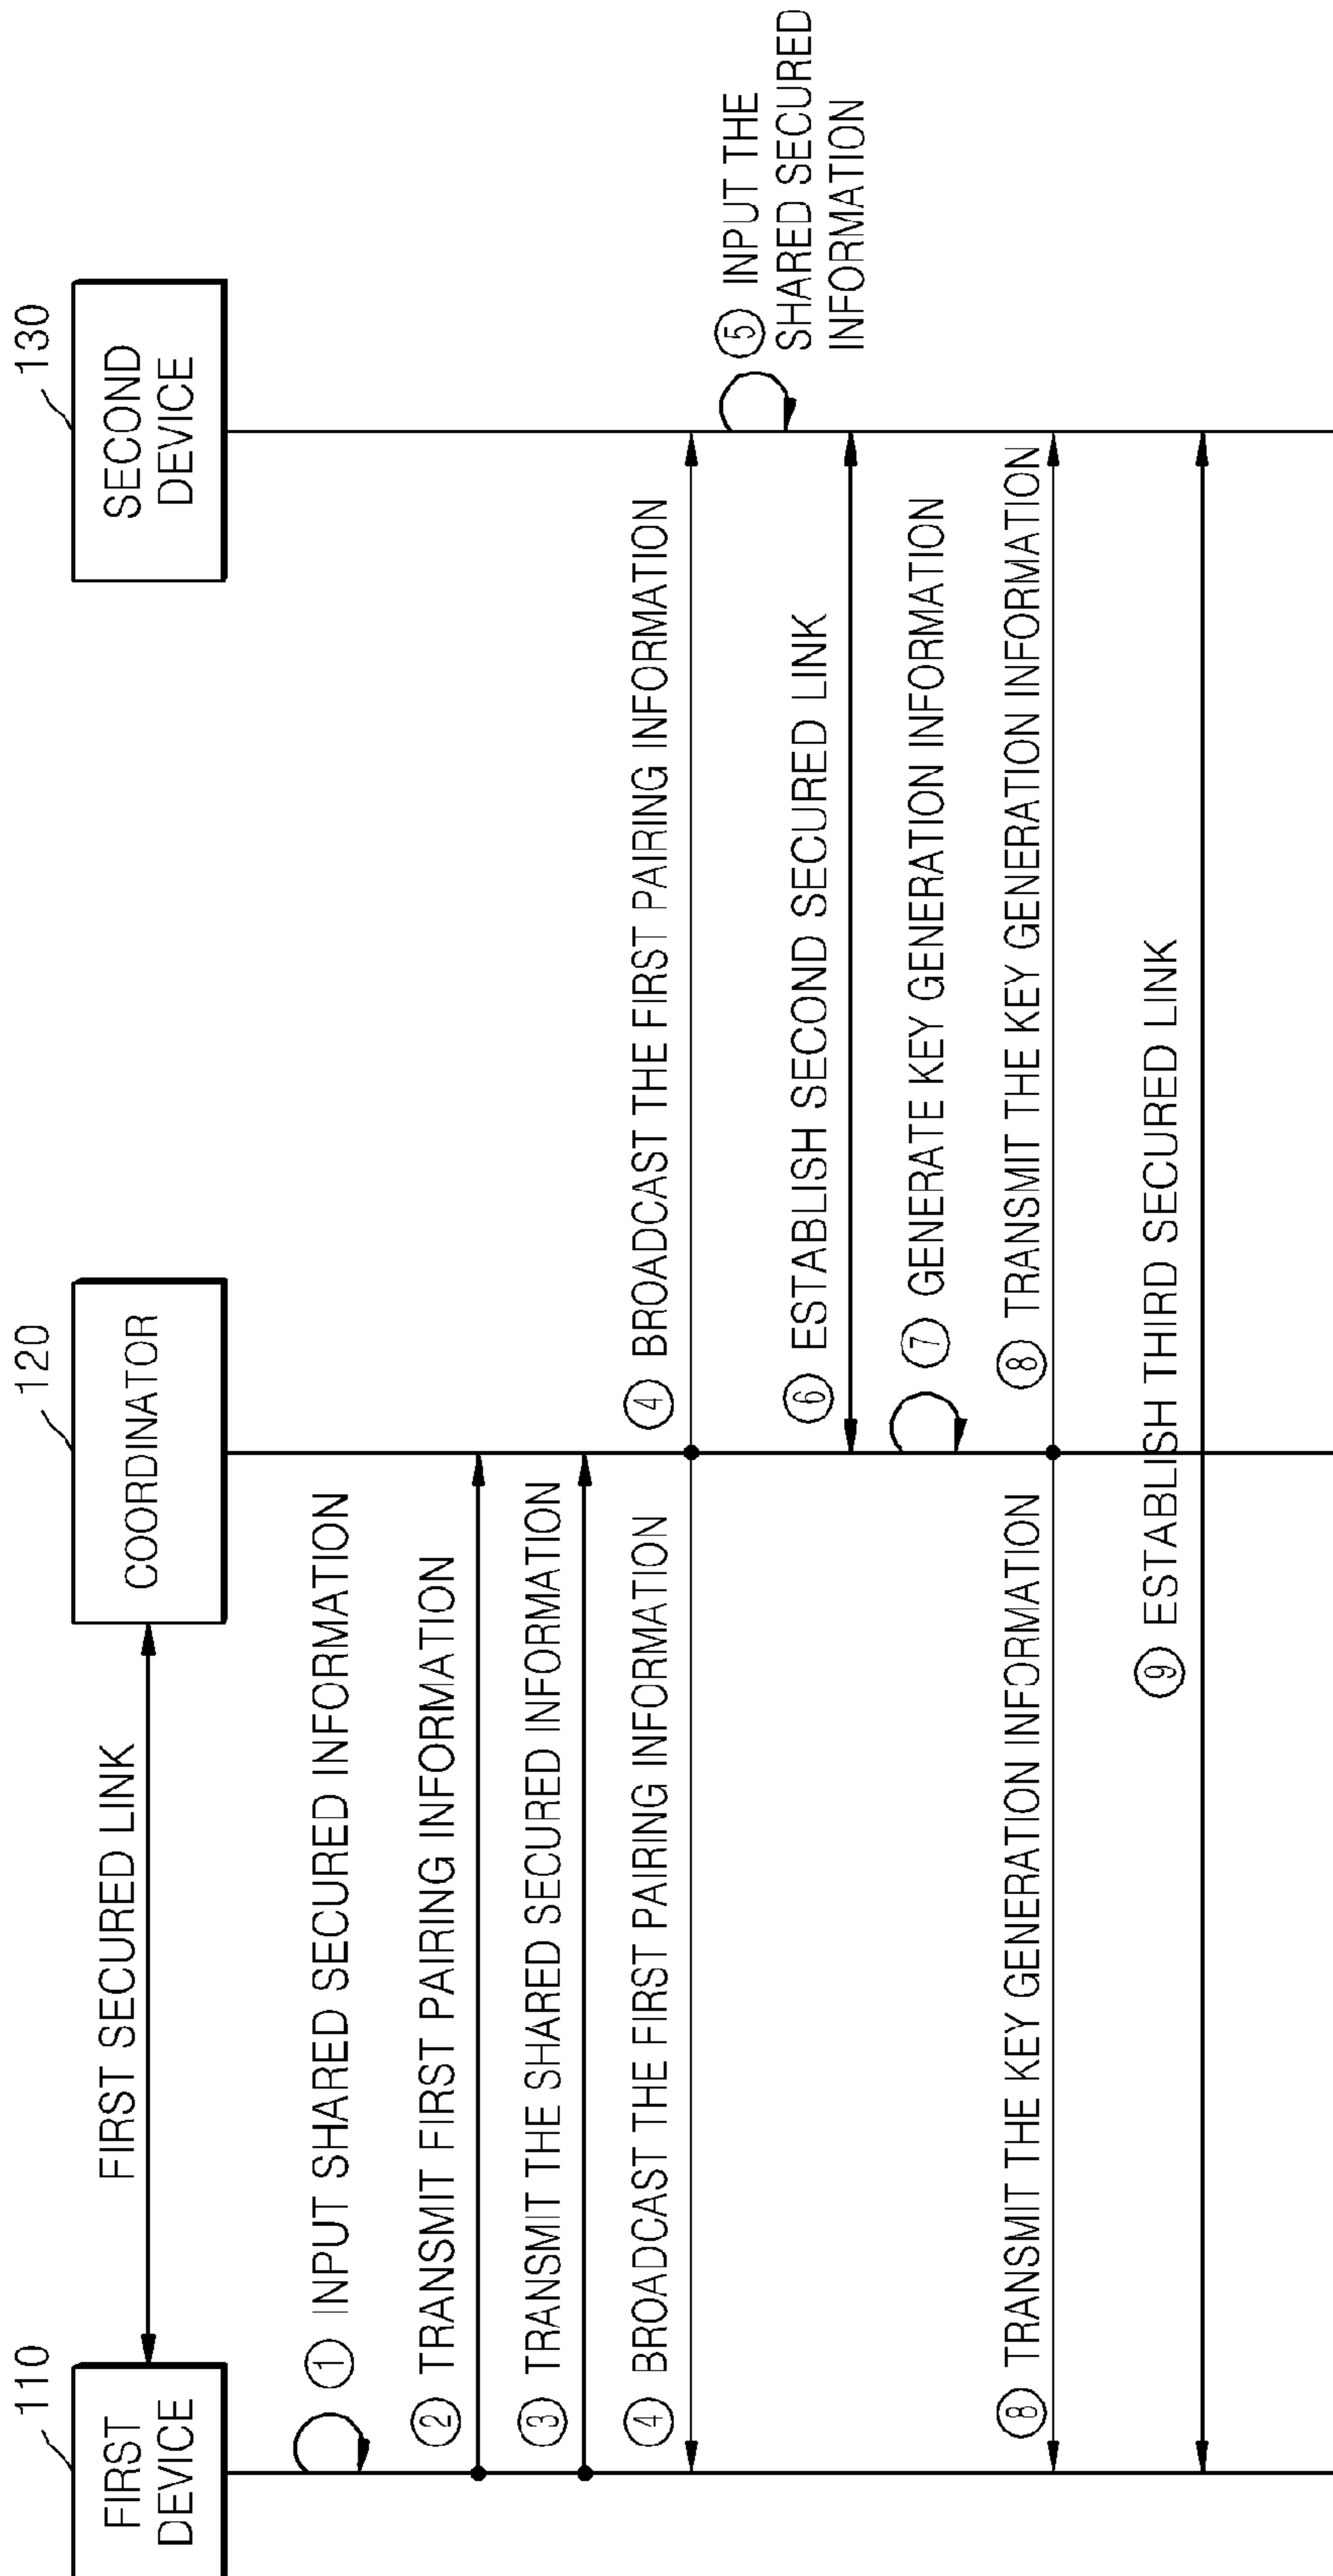 110
FIRST
DEVICE
FIRST SECURED LINK
120
COORDINATOR
130
SECOND
DEVICE
① INPUT SHARED SECURED INFORMATION
② TRANSMIT FIRST PAIRING INFORMATION
③ TRANSMIT THE SHARED SECURED INFORMATION
④ BROADCAST THE FIRST PAIRING INFORMATION
④ BROADCAST THE FIRST PAIRING INFORMATION
⑤ INPUT THE
SHARED SECURED
INFORMATION
⑥ ESTABLISH SECOND SECURED LINK
⑦ GENERATE KEY GENERATION INFORMATION
⑧ TRANSMIT THE KEY GENERATION INFORMATION
⑧ TRANSMIT THE KEY GENERATION INFORMATION
⑨ ESTABLISH THIRD SECURED LINK